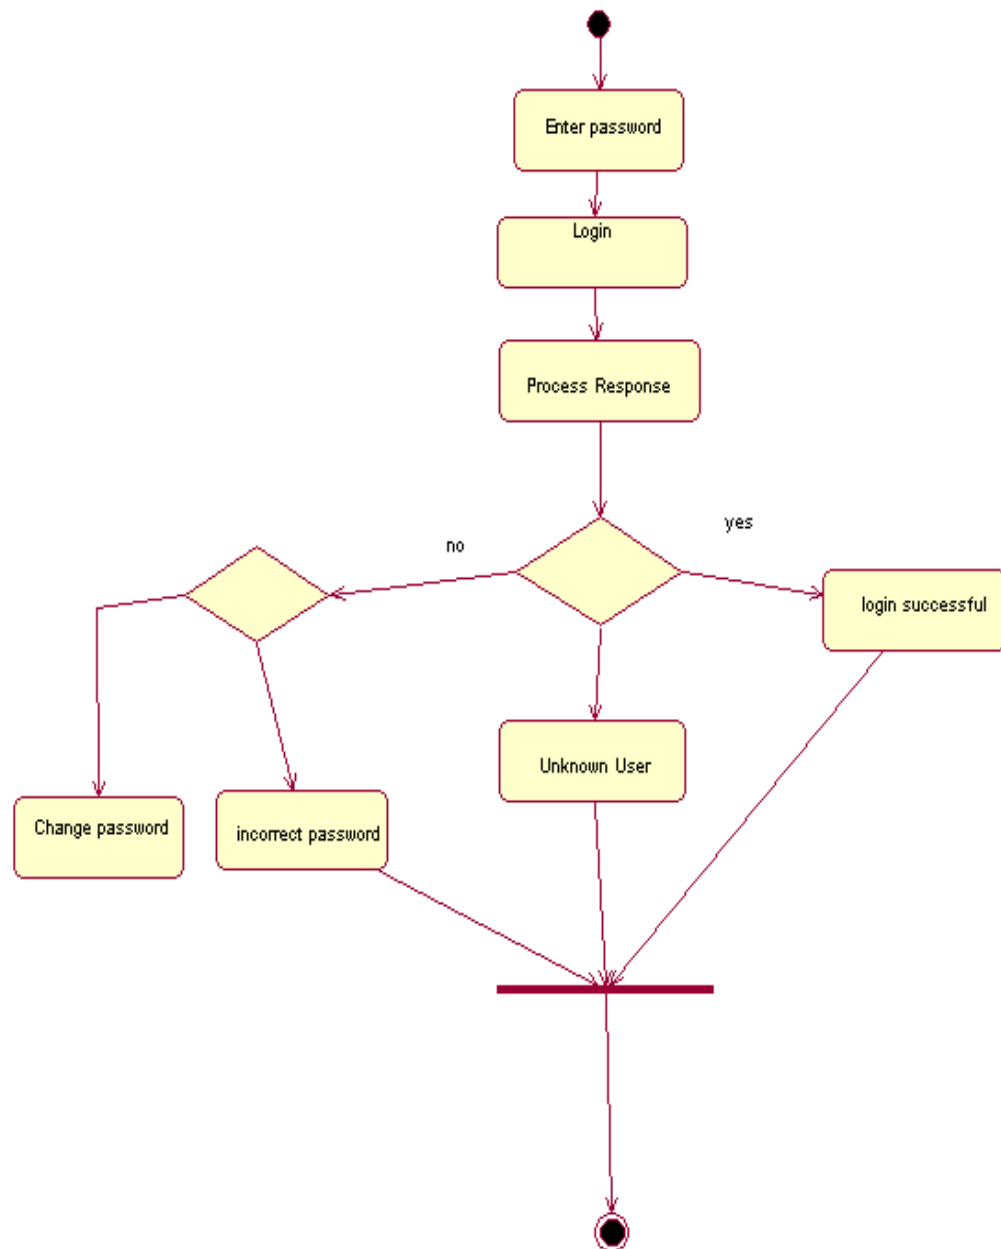 Enter password
Login
Process Response
yes
no
login successful
Unknown User
Change password
incorrect password